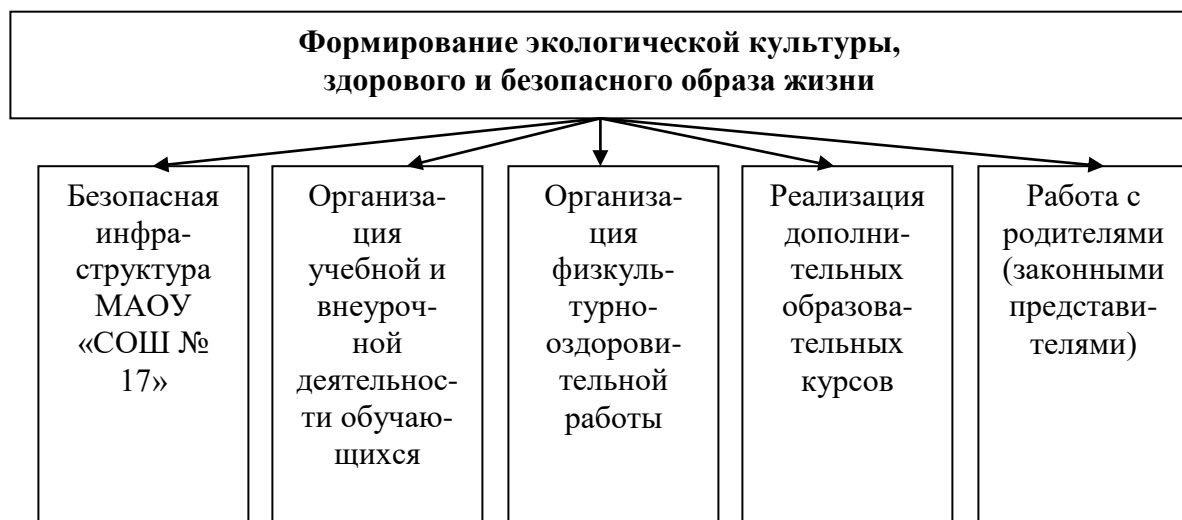 Формирование экологической культуры,
здорового и безопасного образа жизни
Безопасная
инфра-
структура
МАОУ
«СОШ №
17»
Организа-
ция
учебной и
внеуроч-
ной
деятельнос-
ти обучаю-
щихся
Организа-
ция
физкуль-
турно-
оздорови-
тельной
работы
Реализация
дополни-
тельных
образова-
тельных
курсов
Работа с
родителями
(законными
представи-
телями)